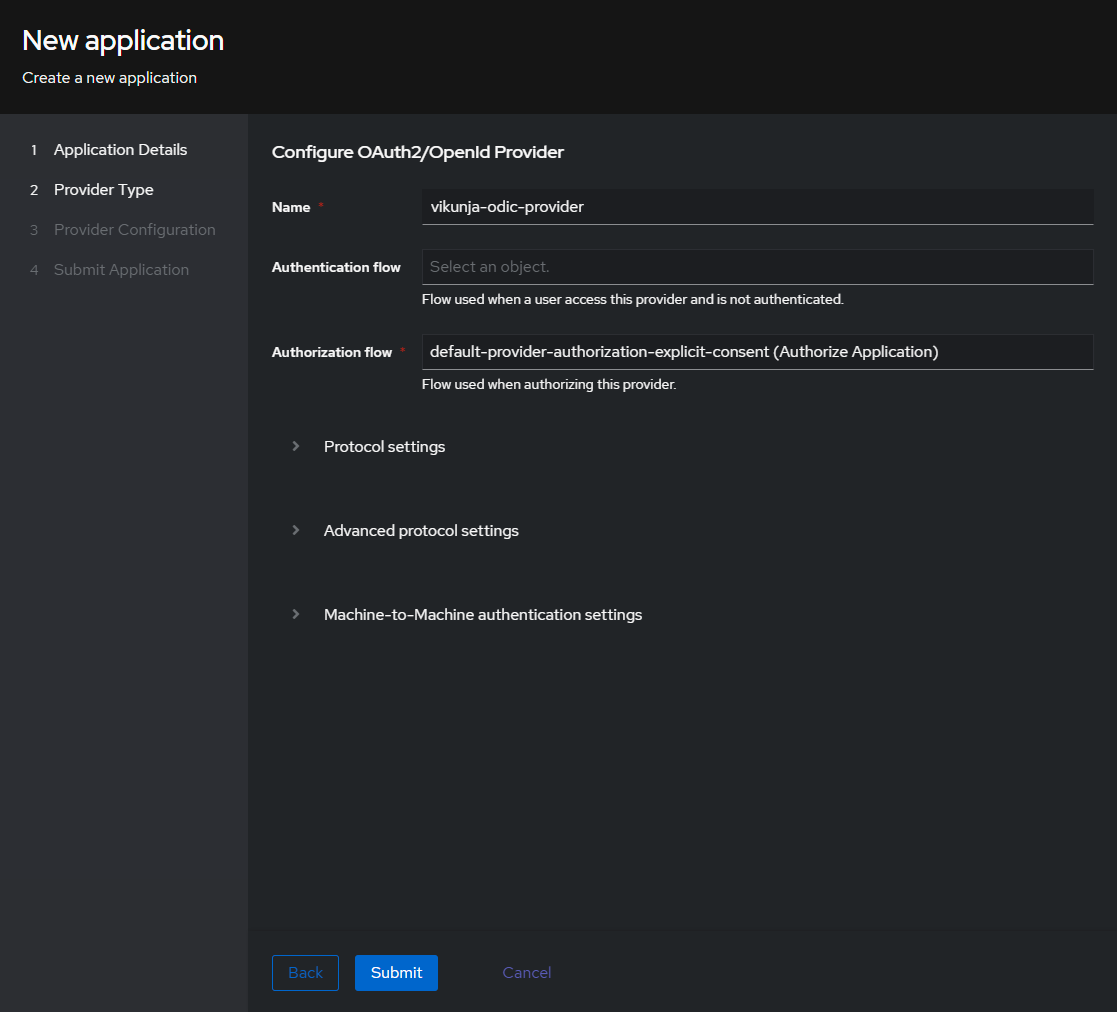 New application
Create a new application
1 Application Details
2 Provider Type
3 Provider Configuration
4 Submit Application
Configure OAuth2/OpenId Provider
Name *
vikunja-odic-provider
Authentication flow
Select an object.
Flow used when a user access this provider and is not authenticated.
Authorization flow *
default-provider-authorization-explicit-consent (Authorize Application)
Flow used when authorizing this provider.
Protocol settings
Advanced protocol settings
Machine-to-Machine authentication settings
Back
Submit
Cancel